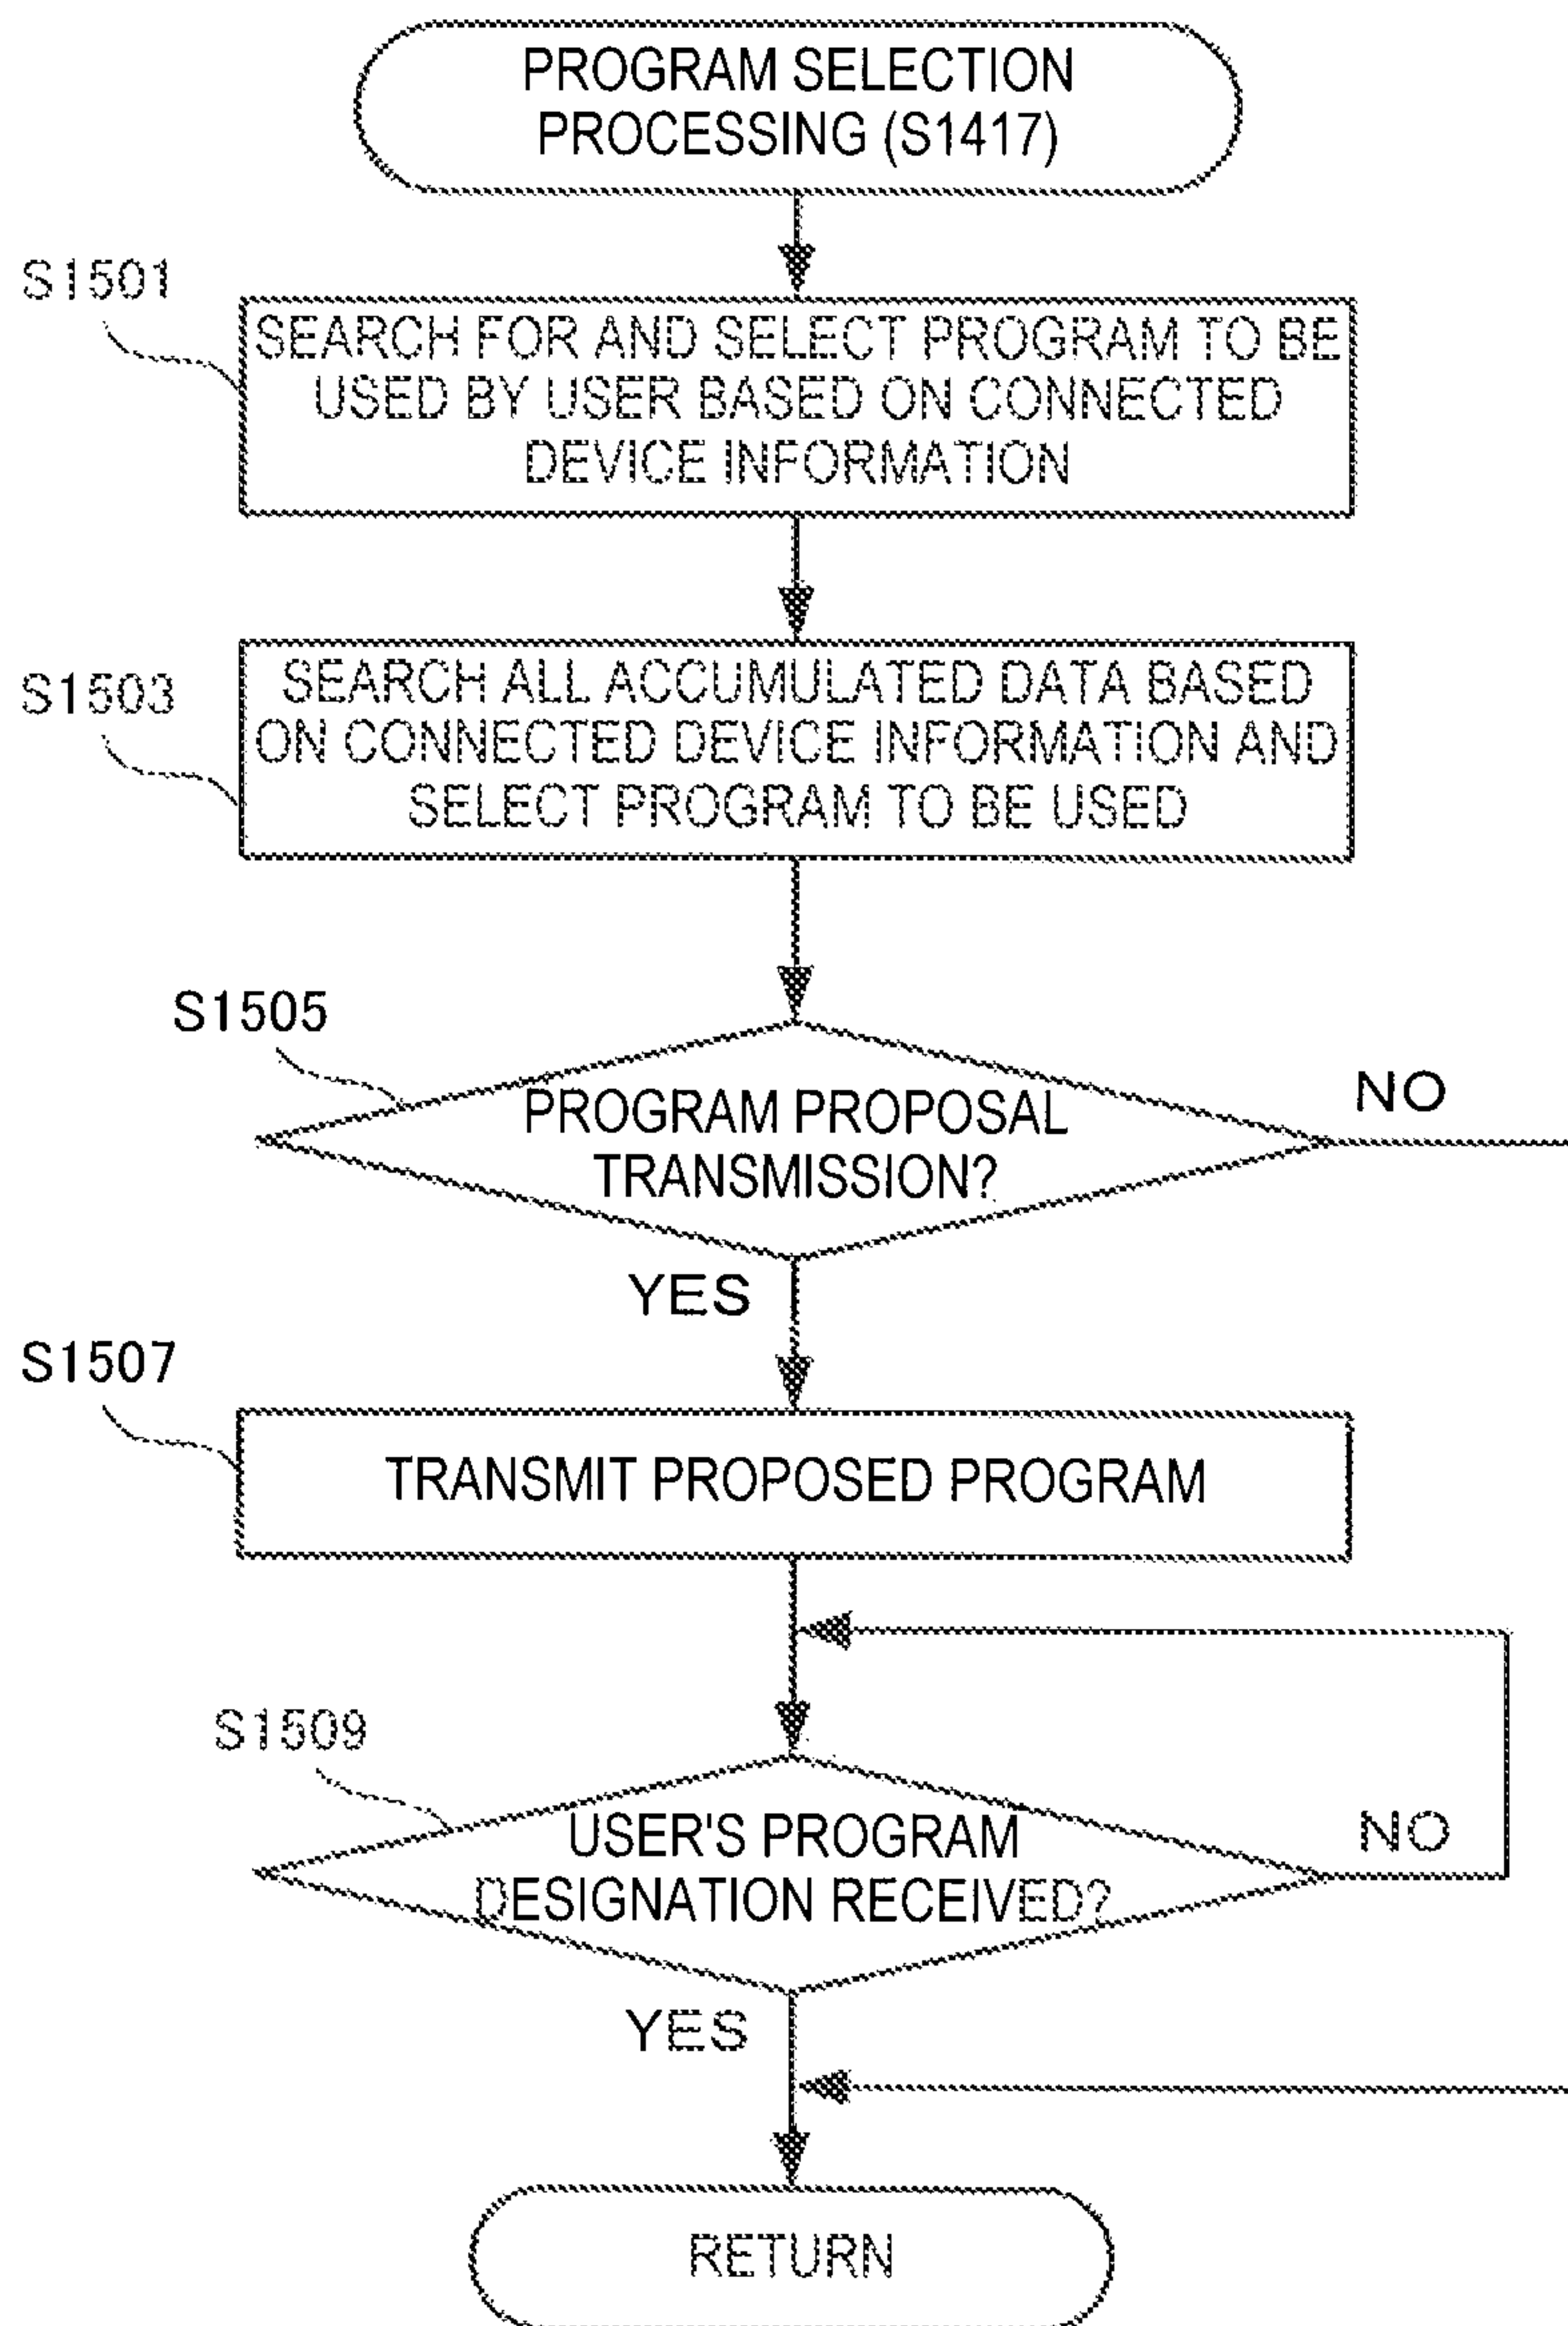 PROGRAM SELECTION
PROCESSING (S1417)
S1501
SEARCH FOR AND SELECT PROGRAM TO BE
USED BY USER BASED ON CONNECTED
DEVICE INFORMATION
S1503
SEARCH ALL ACCUMULATED DATA BASED
ON CONNECTED DEVICE INFORMATION AND
SELECT PROGRAM TO BE USED
S1505
PROGRAM PROPOSAL
TRANSMISSION?
NO
YES
S1507
TRANSMIT PROPOSED PROGRAM
S1509
USER'S PROGRAM
DESIGNATION RECEIVED?
NO
YES
RETURN